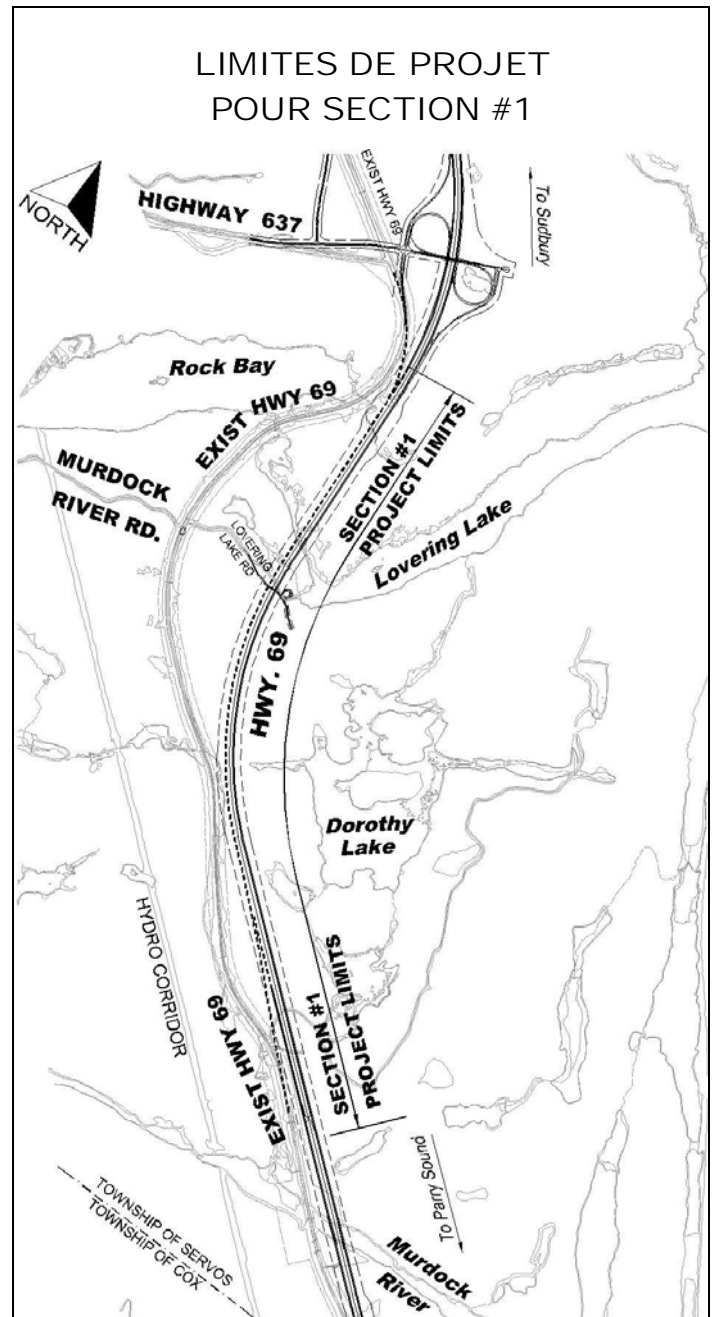 LIMITES DE PROJET
POUR SECTION #1
NORTH
HIGHWAY 637
EXIST HWY 69
To Sudbury
Rock Bay
EXIST HWY 69
MURDOCK
RIVER RD.
LOVERING
LAKE RD
SECTION #1
PROJECT LIMITS
Lovering Lake
HWY. 69
Dorothy
Lake
HYDRO CORRIDOR
EXIST HWY 69
SECTION #1
PROJECT LIMITS
To Parry Sound
TOWNSHIP OF SERVOS
TOWNSHIP OF COX
Murdock
River